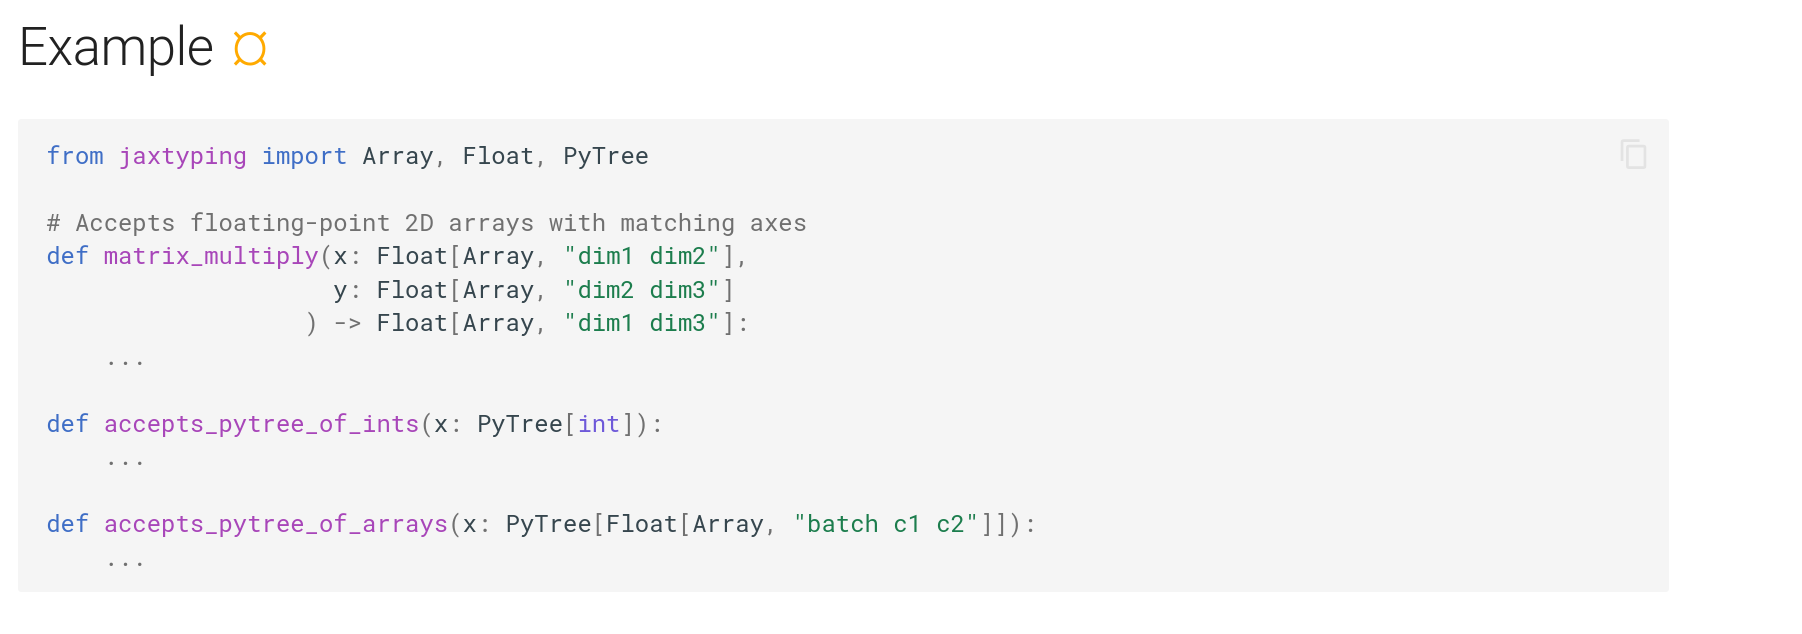 Example ¤
from jaxtyping import Array, Float, PyTree
# Accepts floating-point 2D arrays with matching axes
def matrix_multiply(x: Float[Array, "dim1 dim2"],
                    y: Float[Array, "dim2 dim3"]
                  ) -> Float[Array, "dim1 dim3"]:
    ...
def accepts_pytree_of_ints(x: PyTree[int]):
    ...
def accepts_pytree_of_arrays(x: PyTree[Float[Array, "batch c1 c2"]]):
    ...